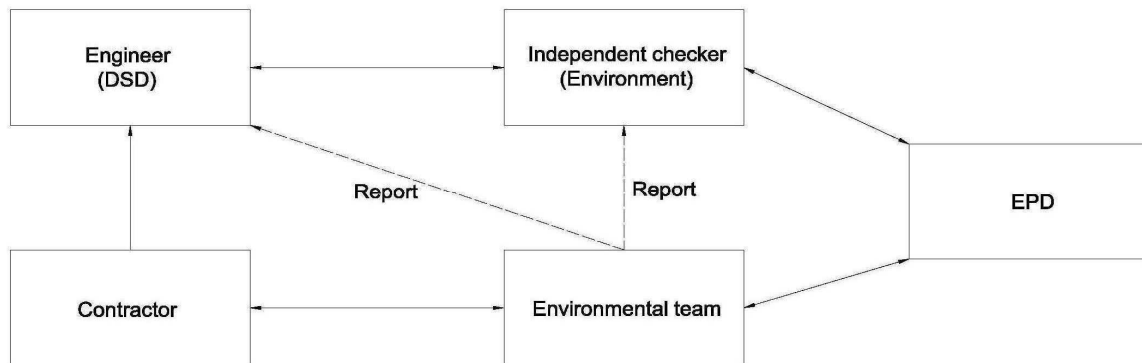 Engineer
(DSD)
Independent checker
(Environment)
EPD
Report
Report
Contractor
Environmental team